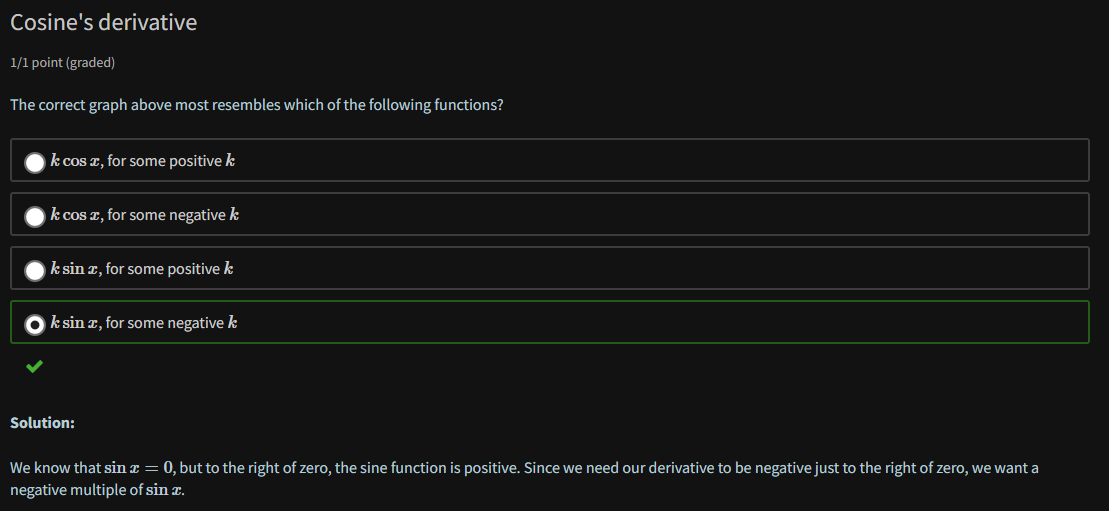 Cosine's derivative
1/1 point (graded)
The correct graph above most resembles which of the following functions?
k cos x, for some positive k
k cos x, for some negative k
k sin x, for some positive k
k sin x, for some negative k
Solution:
We know that sin x = 0, but to the right of zero, the sine function is positive. Since we need our derivative to be negative just to the right of zero, we want a
negative multiple of sin x.